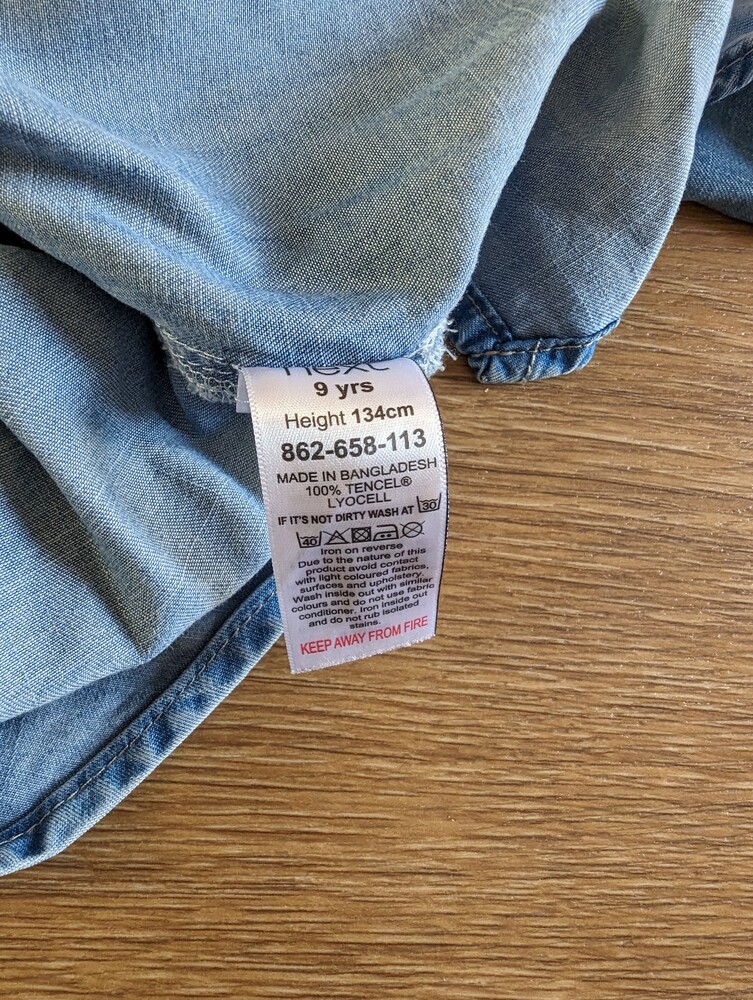 next
9 yrs
Height 134cm
862-658-113
MADE IN BANGLADESH
100% TENCEL®
LYOCELL
IF IT'S NOT DIRTY WASH AT 30
40
Iron on reverse
Due to the nature of this
product avoid contact
with light coloured fabrics,
surfaces and upholstery.
Wash inside out with similar
colours and do not use fabric
conditioner. Iron inside out
and do not rub isolated
stains.
KEEP AWAY FROM FIRE